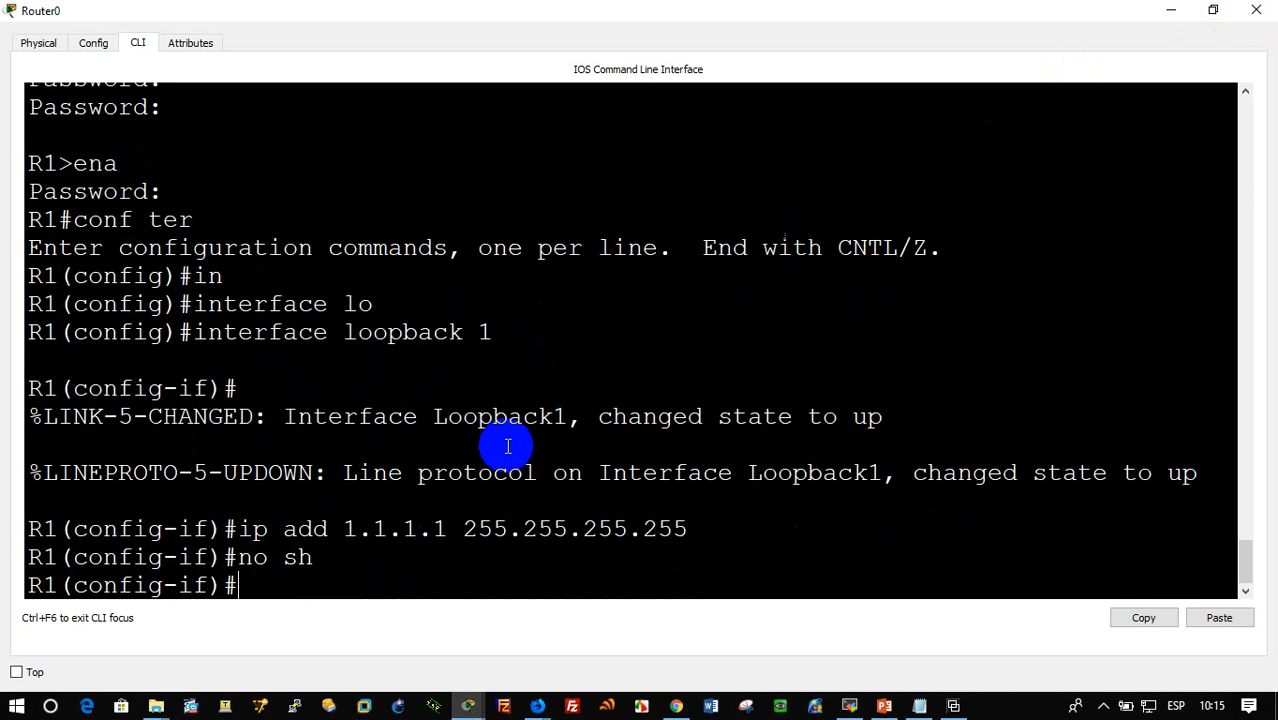 Router0
Physical Config CLI Attributes
IOS Command Line Interface
Password:
Password:
R1>ena
Password:
R1#conf ter
Enter configuration commands, one per line.  End with CNTL/Z.
R1(config)#in
R1(config)#interface lo
R1(config)#interface loopback 1
R1(config-if)#
%LINK-5-CHANGED: Interface Loopback1, changed state to up
%LINEPROTO-5-UPDOWN: Line protocol on Interface Loopback1, changed state to up
R1(config-if)#ip add 1.1.1.1 255.255.255.255
R1(config-if)#no sh
R1(config-if)#
Ctrl+F6 to exit CLI focus
Copy Paste
Top
ESP 10:15